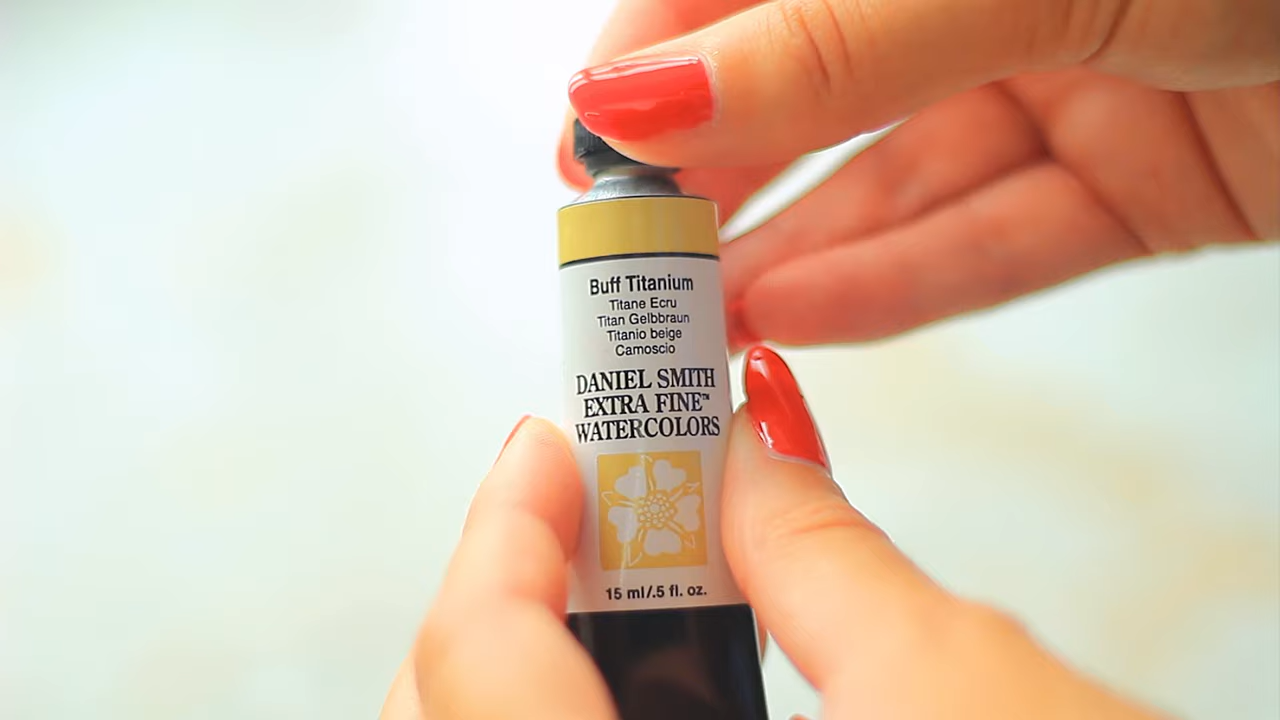 Buff Titanium
Titane Ecru
Titan Gelbbraun
Titanio beige
Camoscio
DANIEL SMITH
EXTRA FINE™
WATERCOLORS
15 ml/.5 fl. oz.